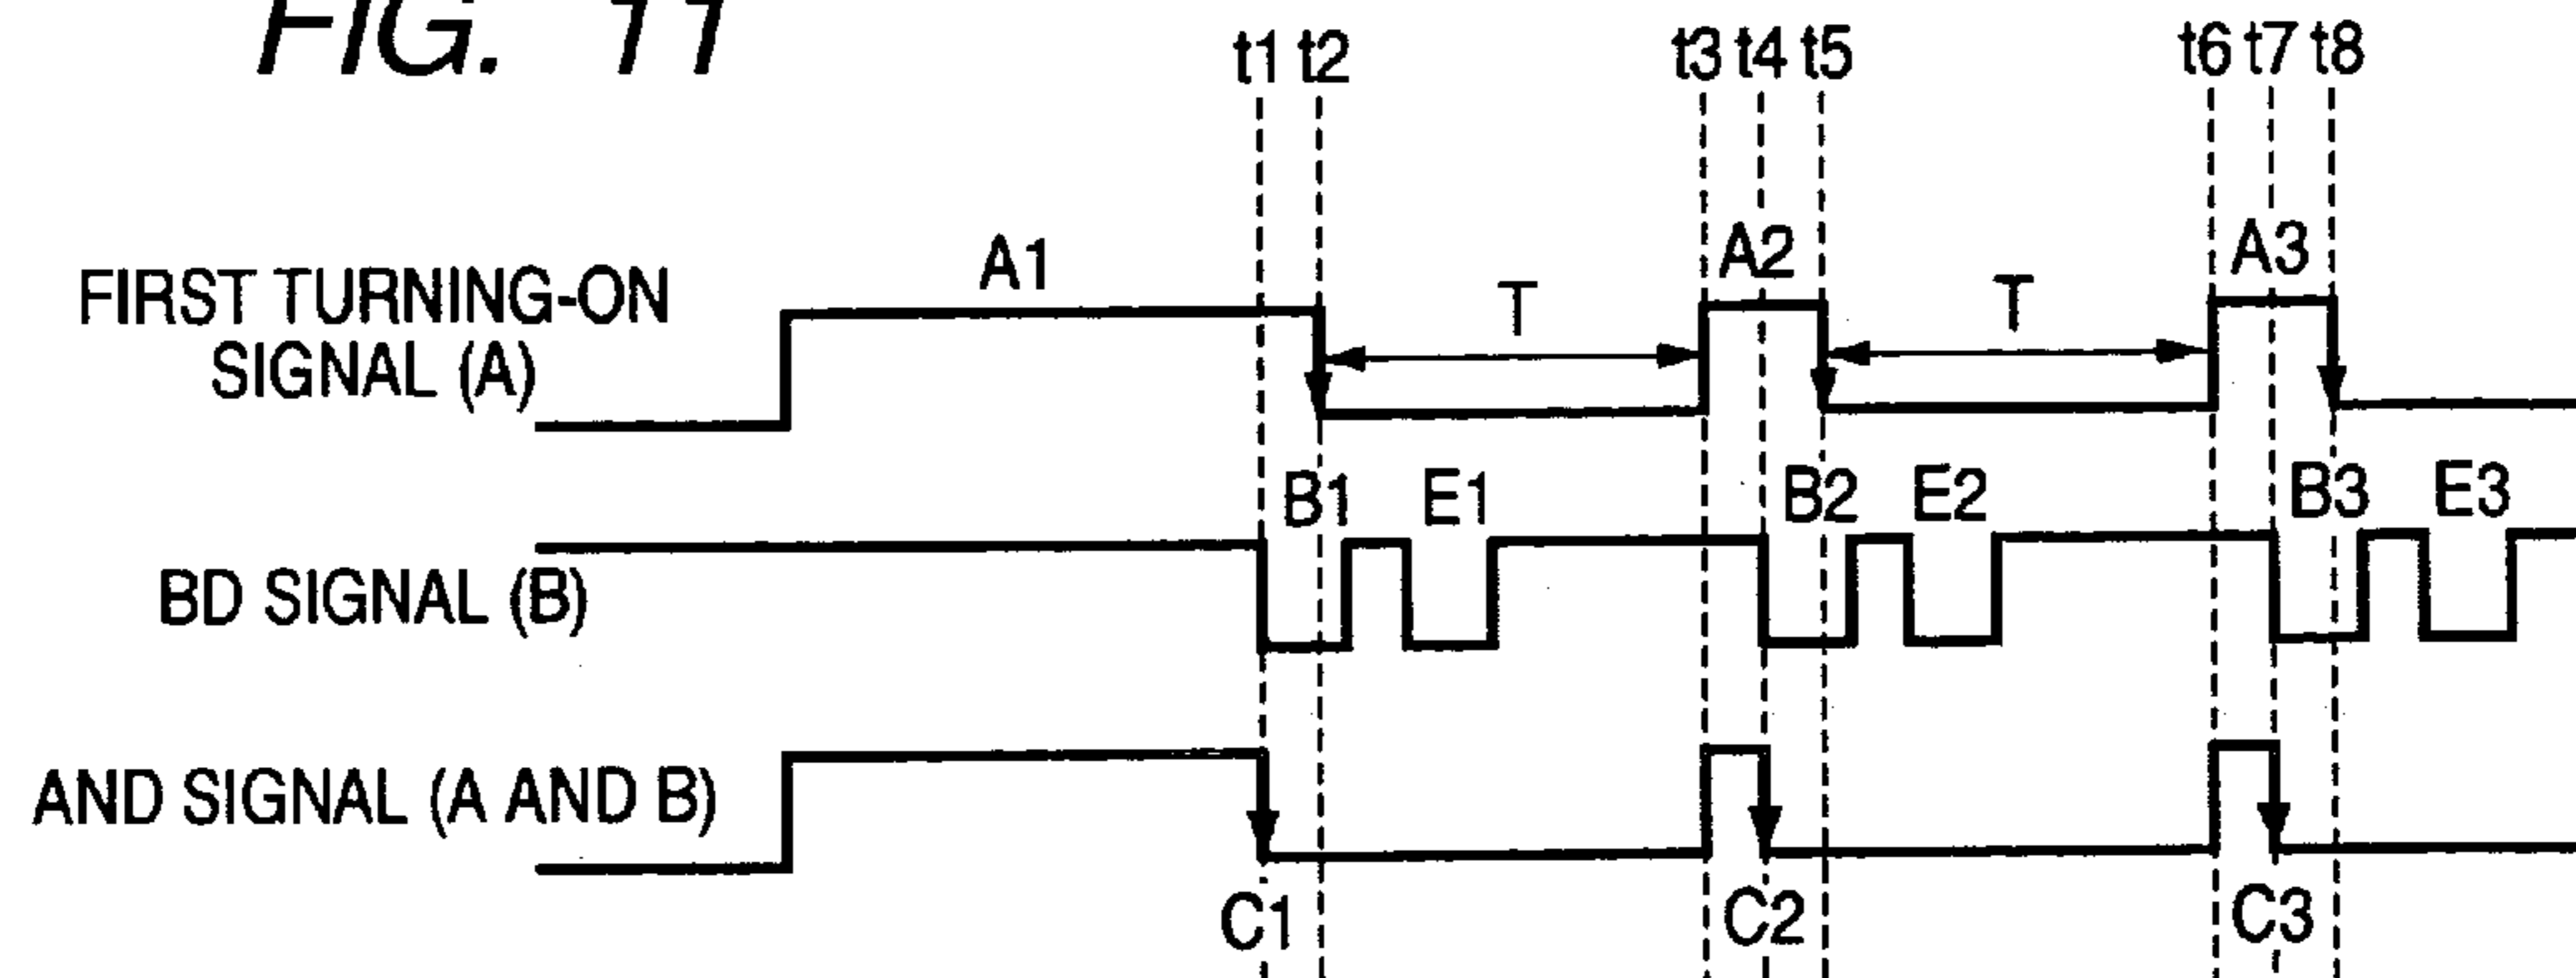 FIG. 11
t1 t2 t3 t4 t5 t6 t7 t8
FIRST TURNING-ON
SIGNAL (A)
A1 T A2 T A3
BD SIGNAL (B)
B1 E1 B2 E2 B3 E3
AND SIGNAL (A AND B)
C1 C2 C3